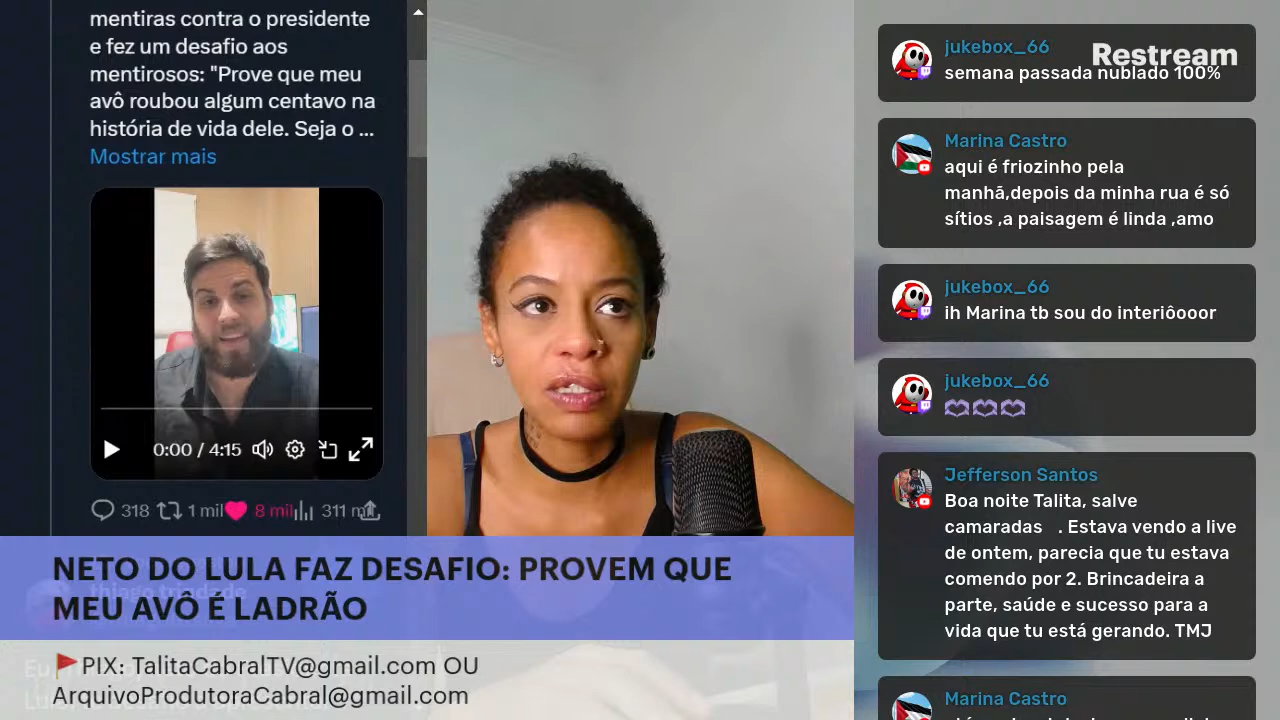 mentiras contra o presidente
e fez um desafio aos
mentirosos: "Prove que meu
avô roubou algum centavo na
história de vida dele. Seja o ...
Mostrar mais
0:00 / 4:15
318 1 mil 8 mil 311 m
NETO DO LULA FAZ DESAFIO: PROVEM QUE
MEU AVÔ É LADRÃO
🚩PIX: TalitaCabralTV@gmail.com OU
ArquivoProdutoraCabral@gmail.com
Restream
jukebox_66
semana passada nublado 100%
Marina Castro
aqui é friozinho pela
manhã,depois da minha rua é só
sítios ,a paisagem é linda ,amo
jukebox_66
ih Marina tb sou do interiôooor
jukebox_66
Jefferson Santos
Boa noite Talita, salve
camaradas . Estava vendo a live
de ontem, parecia que tu estava
comendo por 2. Brincadeira a
parte, saúde e sucesso para a
vida que tu está gerando. TMJ
Marina Castro